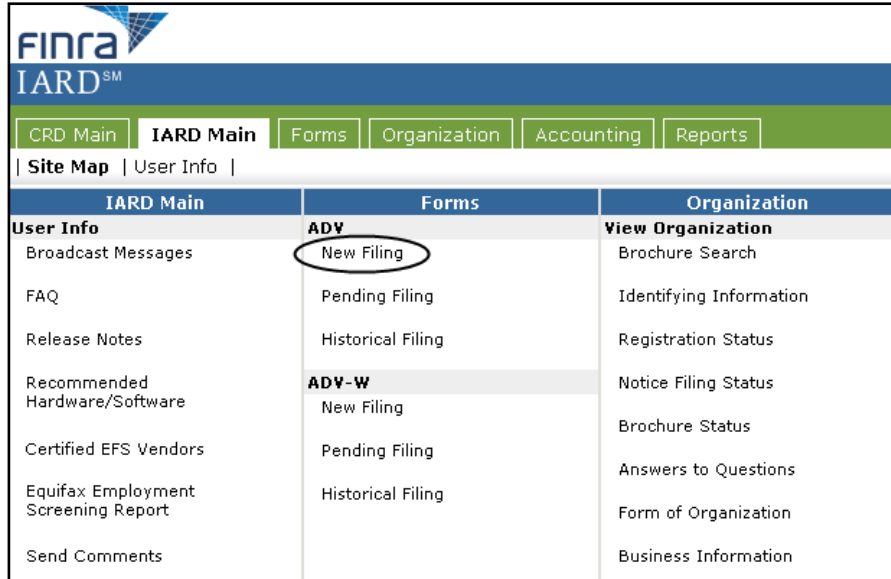 Finra
IARD℠
CRD Main
IARD Main
Forms
Organization
Accounting
Reports
| Site Map | User Info |
IARD Main
User Info
Broadcast Messages
FAQ
Release Notes
Recommended
Hardware/Software
Certified EFS Vendors
Equifax Employment
Screening Report
Send Comments
Forms
ADV
New Filing
Pending Filing
Historical Filing
ADV-W
New Filing
Pending Filing
Historical Filing
Organization
View Organization
Brochure Search
Identifying Information
Registration Status
Notice Filing Status
Brochure Status
Answers to Questions
Form of Organization
Business Information